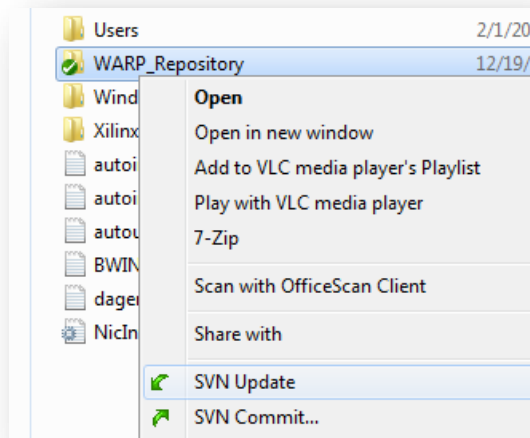 Users 2/1/20
WARP_Repository 12/19/
Wind
Xilinx
autoi
autoi
autou
BWIN
dager
NicIn
Open
Open in new window
Add to VLC media player's Playlist
Play with VLC media player
7-Zip
Scan with OfficeScan Client
Share with
SVN Update
SVN Commit...